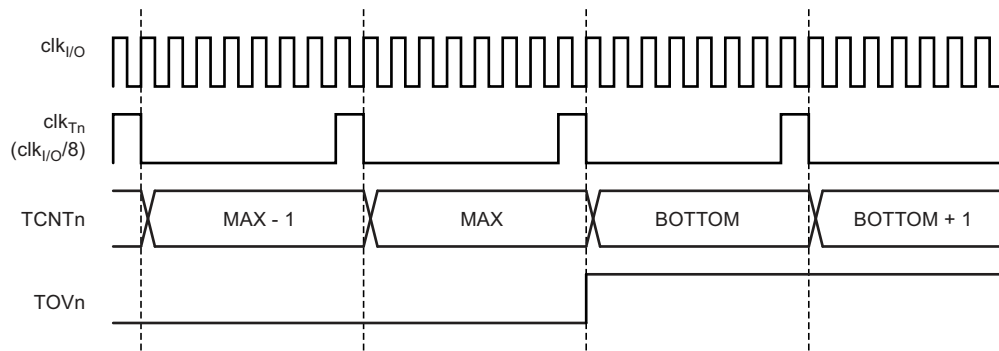 clkI/O
clkTn
(clkI/O/8)
TCNTn
MAX - 1
MAX
BOTTOM
BOTTOM + 1
TOVn